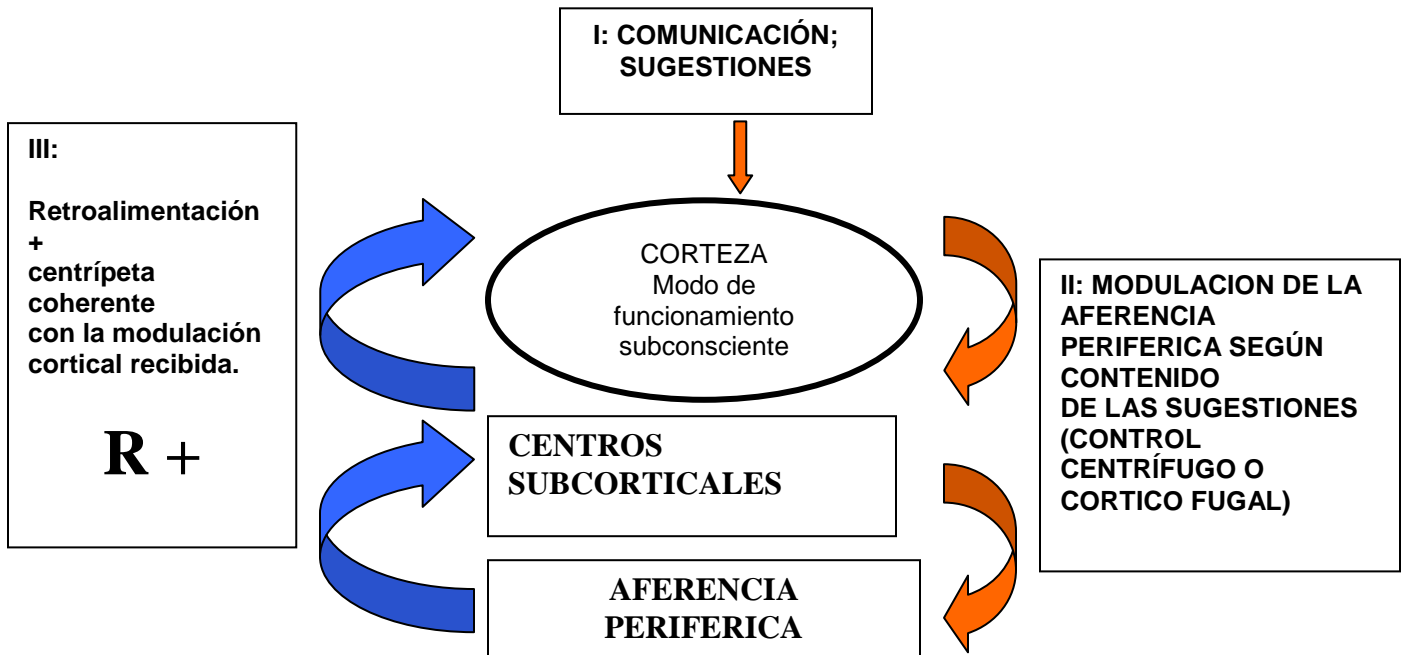 I: COMUNICACIÓN;
SUGESTIONES
III:
Retroalimentación
+
centrípeta
coherente
con la modulación
cortical recibida.
R +
CORTEZA
Modo de
funcionamiento
subconsciente
II: MODULACION DE LA
AFERENCIA
PERIFERICA SEGÚN
CONTENIDO
DE LAS SUGESTIONES
(CONTROL
CENTRÍFUGO O
CORTICO FUGAL)
CENTROS
SUBCORTICALES
AFERENCIA
PERIFERICA